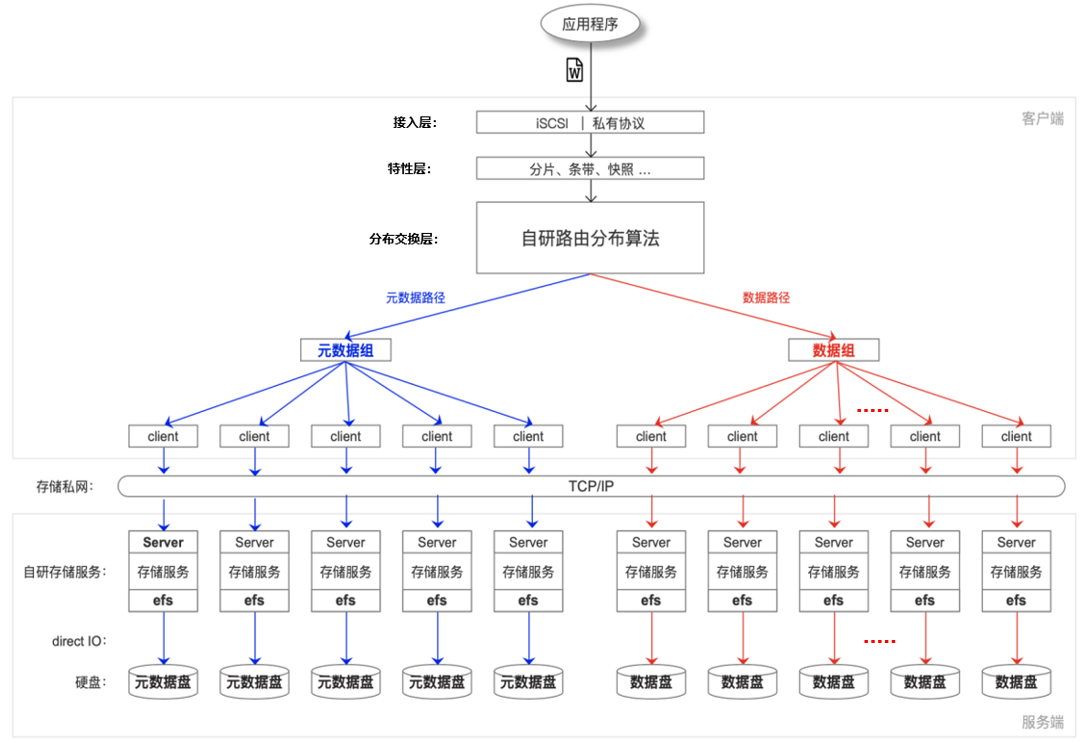 应用程序
W
客户端
接入层： iSCSI | 私有协议
特性层： 分片、条带、快照 ...
分布交换层： 自研路由分布算法
元数据路径 数据路径
元数据组 数据组
client client client client client client client client client client
存储私网： TCP/IP
Server Server Server Server Server Server Server Server Server Server
自研存储服务： 存储服务 存储服务 存储服务 存储服务 存储服务 存储服务 存储服务 存储服务 存储服务 存储服务
efs efs efs efs efs efs efs efs efs efs
direct IO：
硬盘： 元数据盘 元数据盘 元数据盘 元数据盘 元数据盘 数据盘 数据盘 数据盘 数据盘 数据盘
服务端